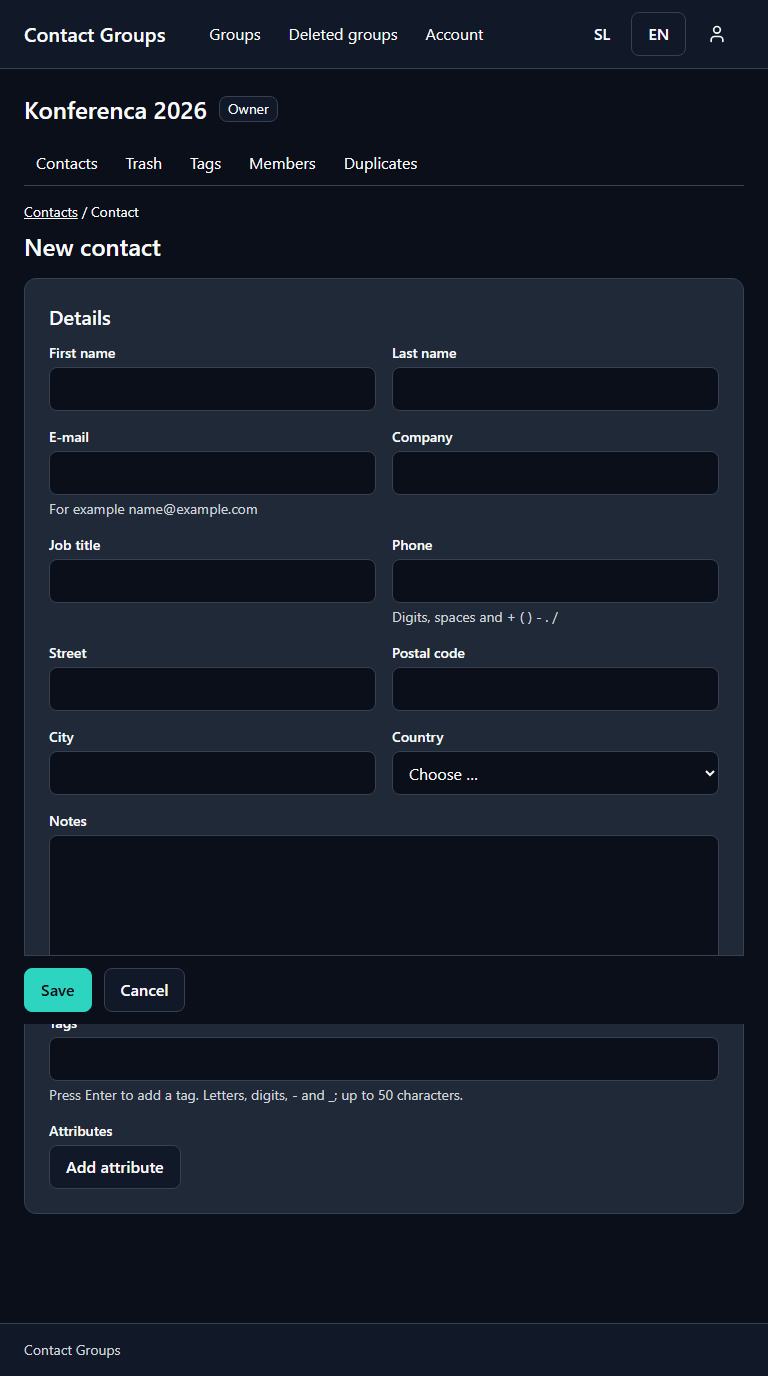 Contact Groups Groups Deleted groups Account SL EN
Konferenca 2026 Owner
Contacts Trash Tags Members Duplicates
Contacts / Contact
New contact
Details
First name Last name
E-mail Company
For example name@example.com
Job title Phone
Digits, spaces and + ( ) - . /
Street Postal code
City Country
Choose ...
Notes
Save Cancel
Tags
Press Enter to add a tag. Letters, digits, - and _; up to 50 characters.
Attributes
Add attribute
Contact Groups